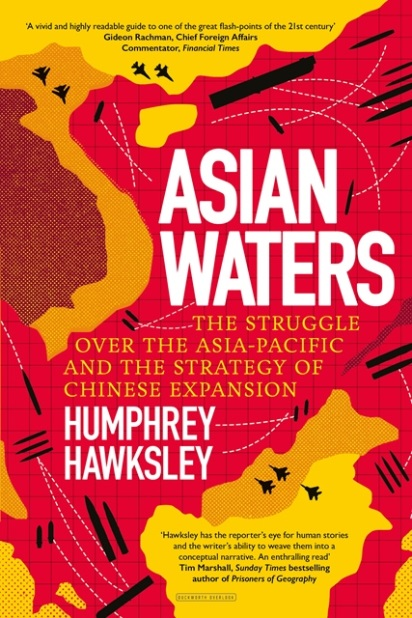 'A vivid and highly readable guide to one of the great flash-points of the 21st century'
Gideon Rachman, Chief Foreign Affairs
Commentator, Financial Times
ASIAN
WATERS
THE STRUGGLE
OVER THE ASIA-PACIFIC
AND THE STRATEGY OF
CHINESE EXPANSION
HUMPHREY
HAWKSLEY
'Hawksley has the reporter's eye for human stories
and the writer's ability to weave them into a
conceptual narrative. An enthralling read'
Tim Marshall, Sunday Times bestselling
author of Prisoners of Geography
DUCKWORTH OVERLOOK